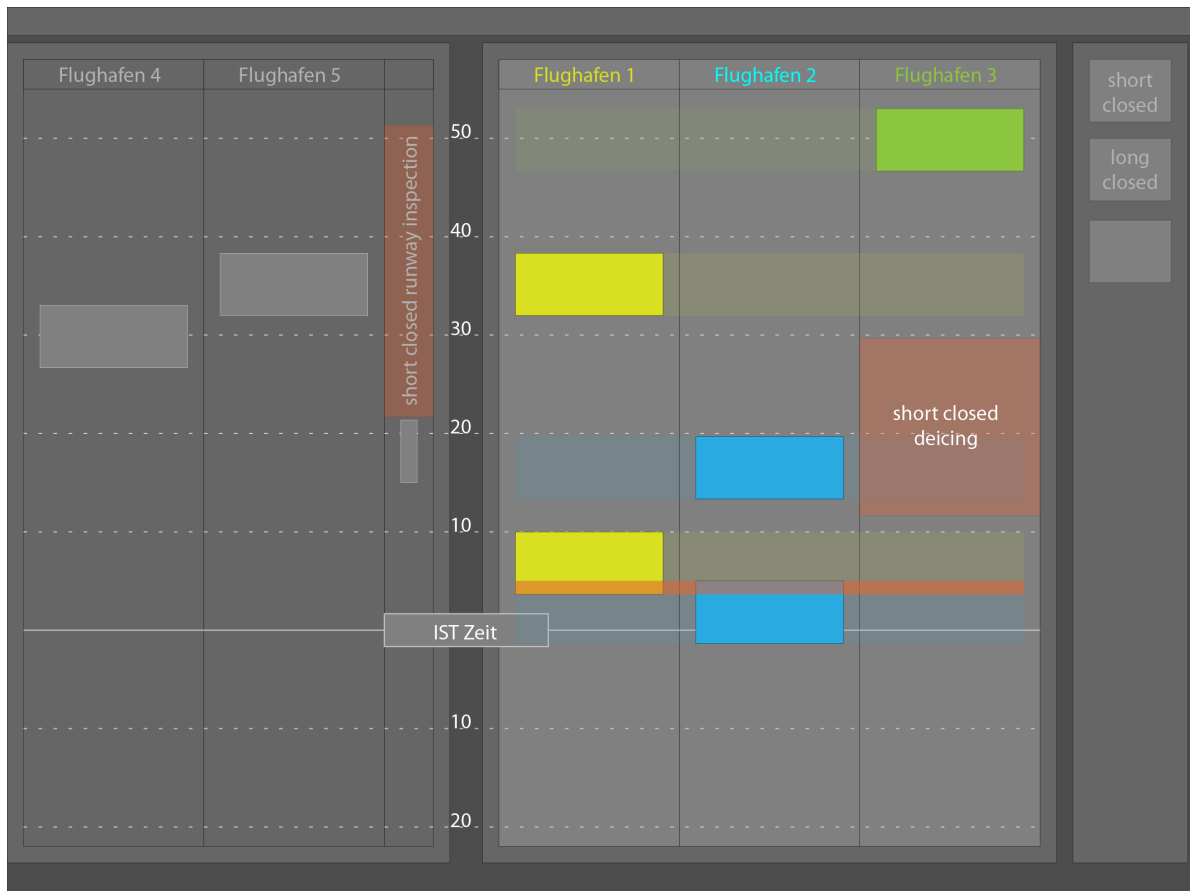 Flughafen 4
Flughafen 5
Flughafen 1
Flughafen 2
Flughafen 3
short
closed
long
closed
50
40
30
20
10
10
20
short closed runway inspection
short closed
deicing
IST Zeit